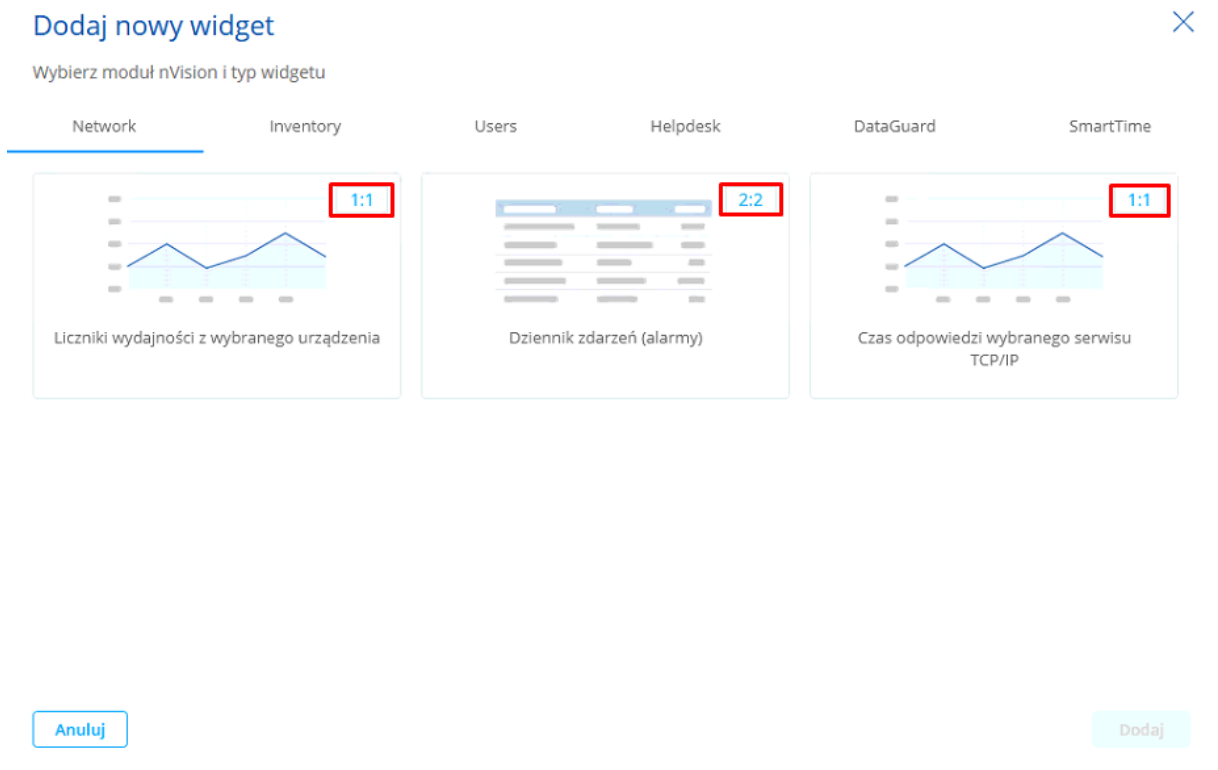 Dodaj nowy widget
Wybierz moduł nVision i typ widgetu
Network
Inventory
Users
Helpdesk
DataGuard
SmartTime
1:1
Liczniki wydajności z wybranego urządzenia
2:2
Dziennik zdarzeń (alarmy)
1:1
Czas odpowiedzi wybranego serwisu
TCP/IP
Anuluj
Dodaj